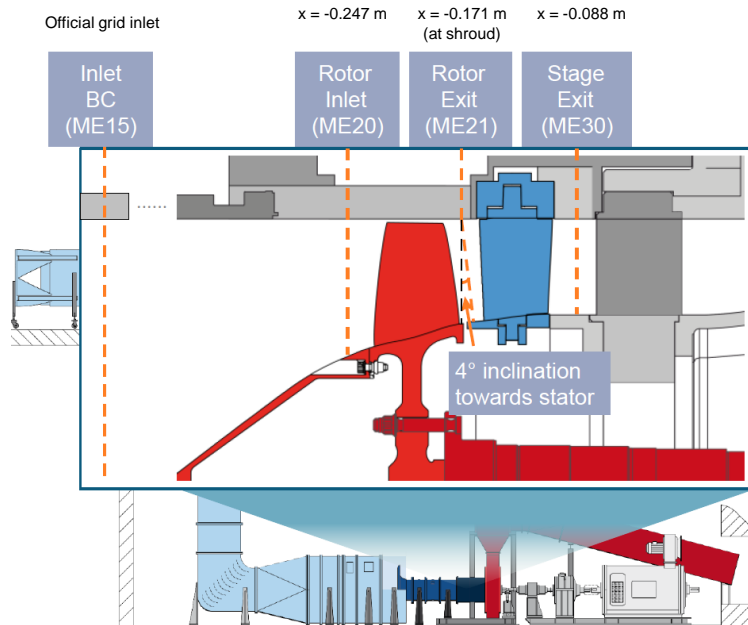 Official grid inlet
x = -0.247 m
x = -0.171 m
(at shroud)
x = -0.088 m
Inlet
BC
(ME15)
Rotor
Inlet
(ME20)
Rotor
Exit
(ME21)
Stage
Exit
(ME30)
4° inclination
towards stator